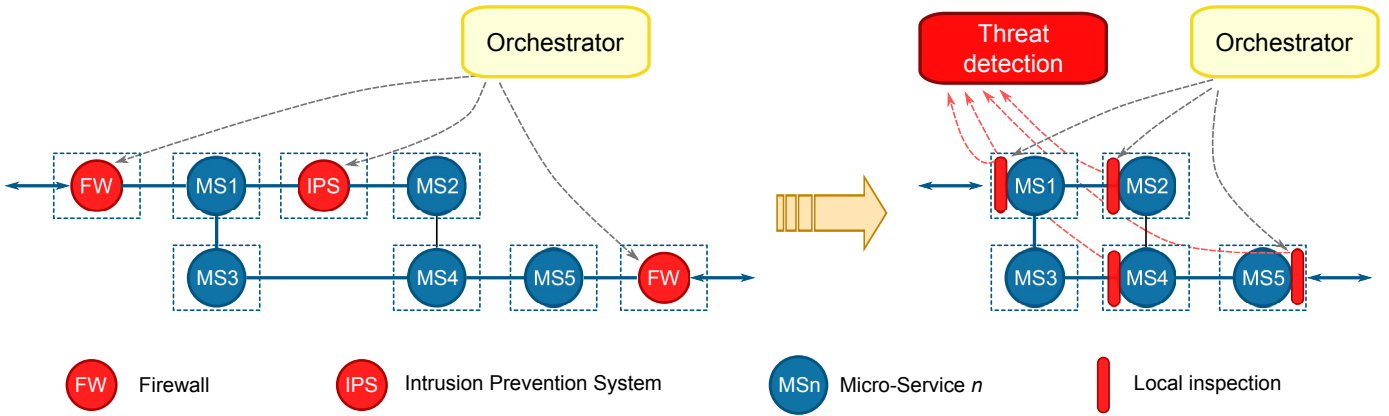 Orchestrator
FW
MS1
IPS
MS2
MS3
MS4
MS5
FW
Threat
detection
Orchestrator
MS1
MS2
MS3
MS4
MS5
FW Firewall
IPS Intrusion Prevention System
MSn Micro-Service n
Local inspection